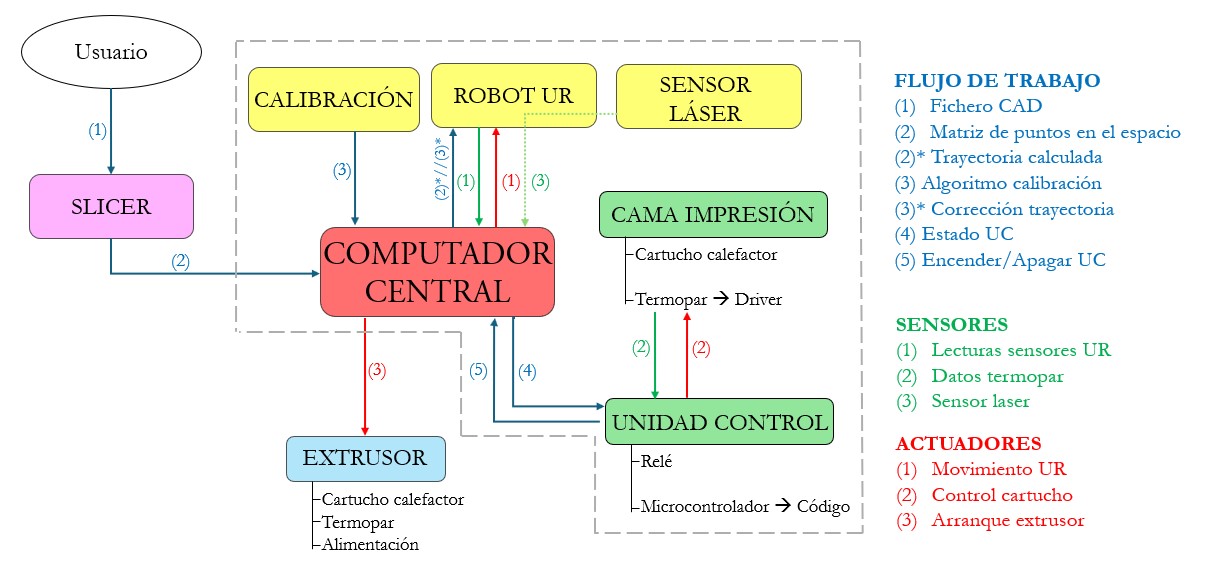 Usuario
(1)
SLICER
(2)
CALIBRACIÓN
ROBOT UR
SENSOR
LÁSER
(3)
(2)*//(3)*
(1)
(1)
(3)
COMPUTADOR
CENTRAL
CAMA IMPRESIÓN
Cartucho calefactor
Termopar → Driver
(2)
(2)
(3)
(5)
(4)
UNIDAD CONTROL
Relé
Microcontrolador → Código
EXTRUSOR
Cartucho calefactor
Termopar
Alimentación
FLUJO DE TRABAJO
(1) Fichero CAD
(2) Matriz de puntos en el espacio
(2)* Trayectoria calculada
(3) Algoritmo calibración
(3)* Corrección trayectoria
(4) Estado UC
(5) Encender/Apagar UC
SENSORES
(1) Lecturas sensores UR
(2) Datos termopar
(3) Sensor laser
ACTUADORES
(1) Movimiento UR
(2) Control cartucho
(3) Arranque extrusor